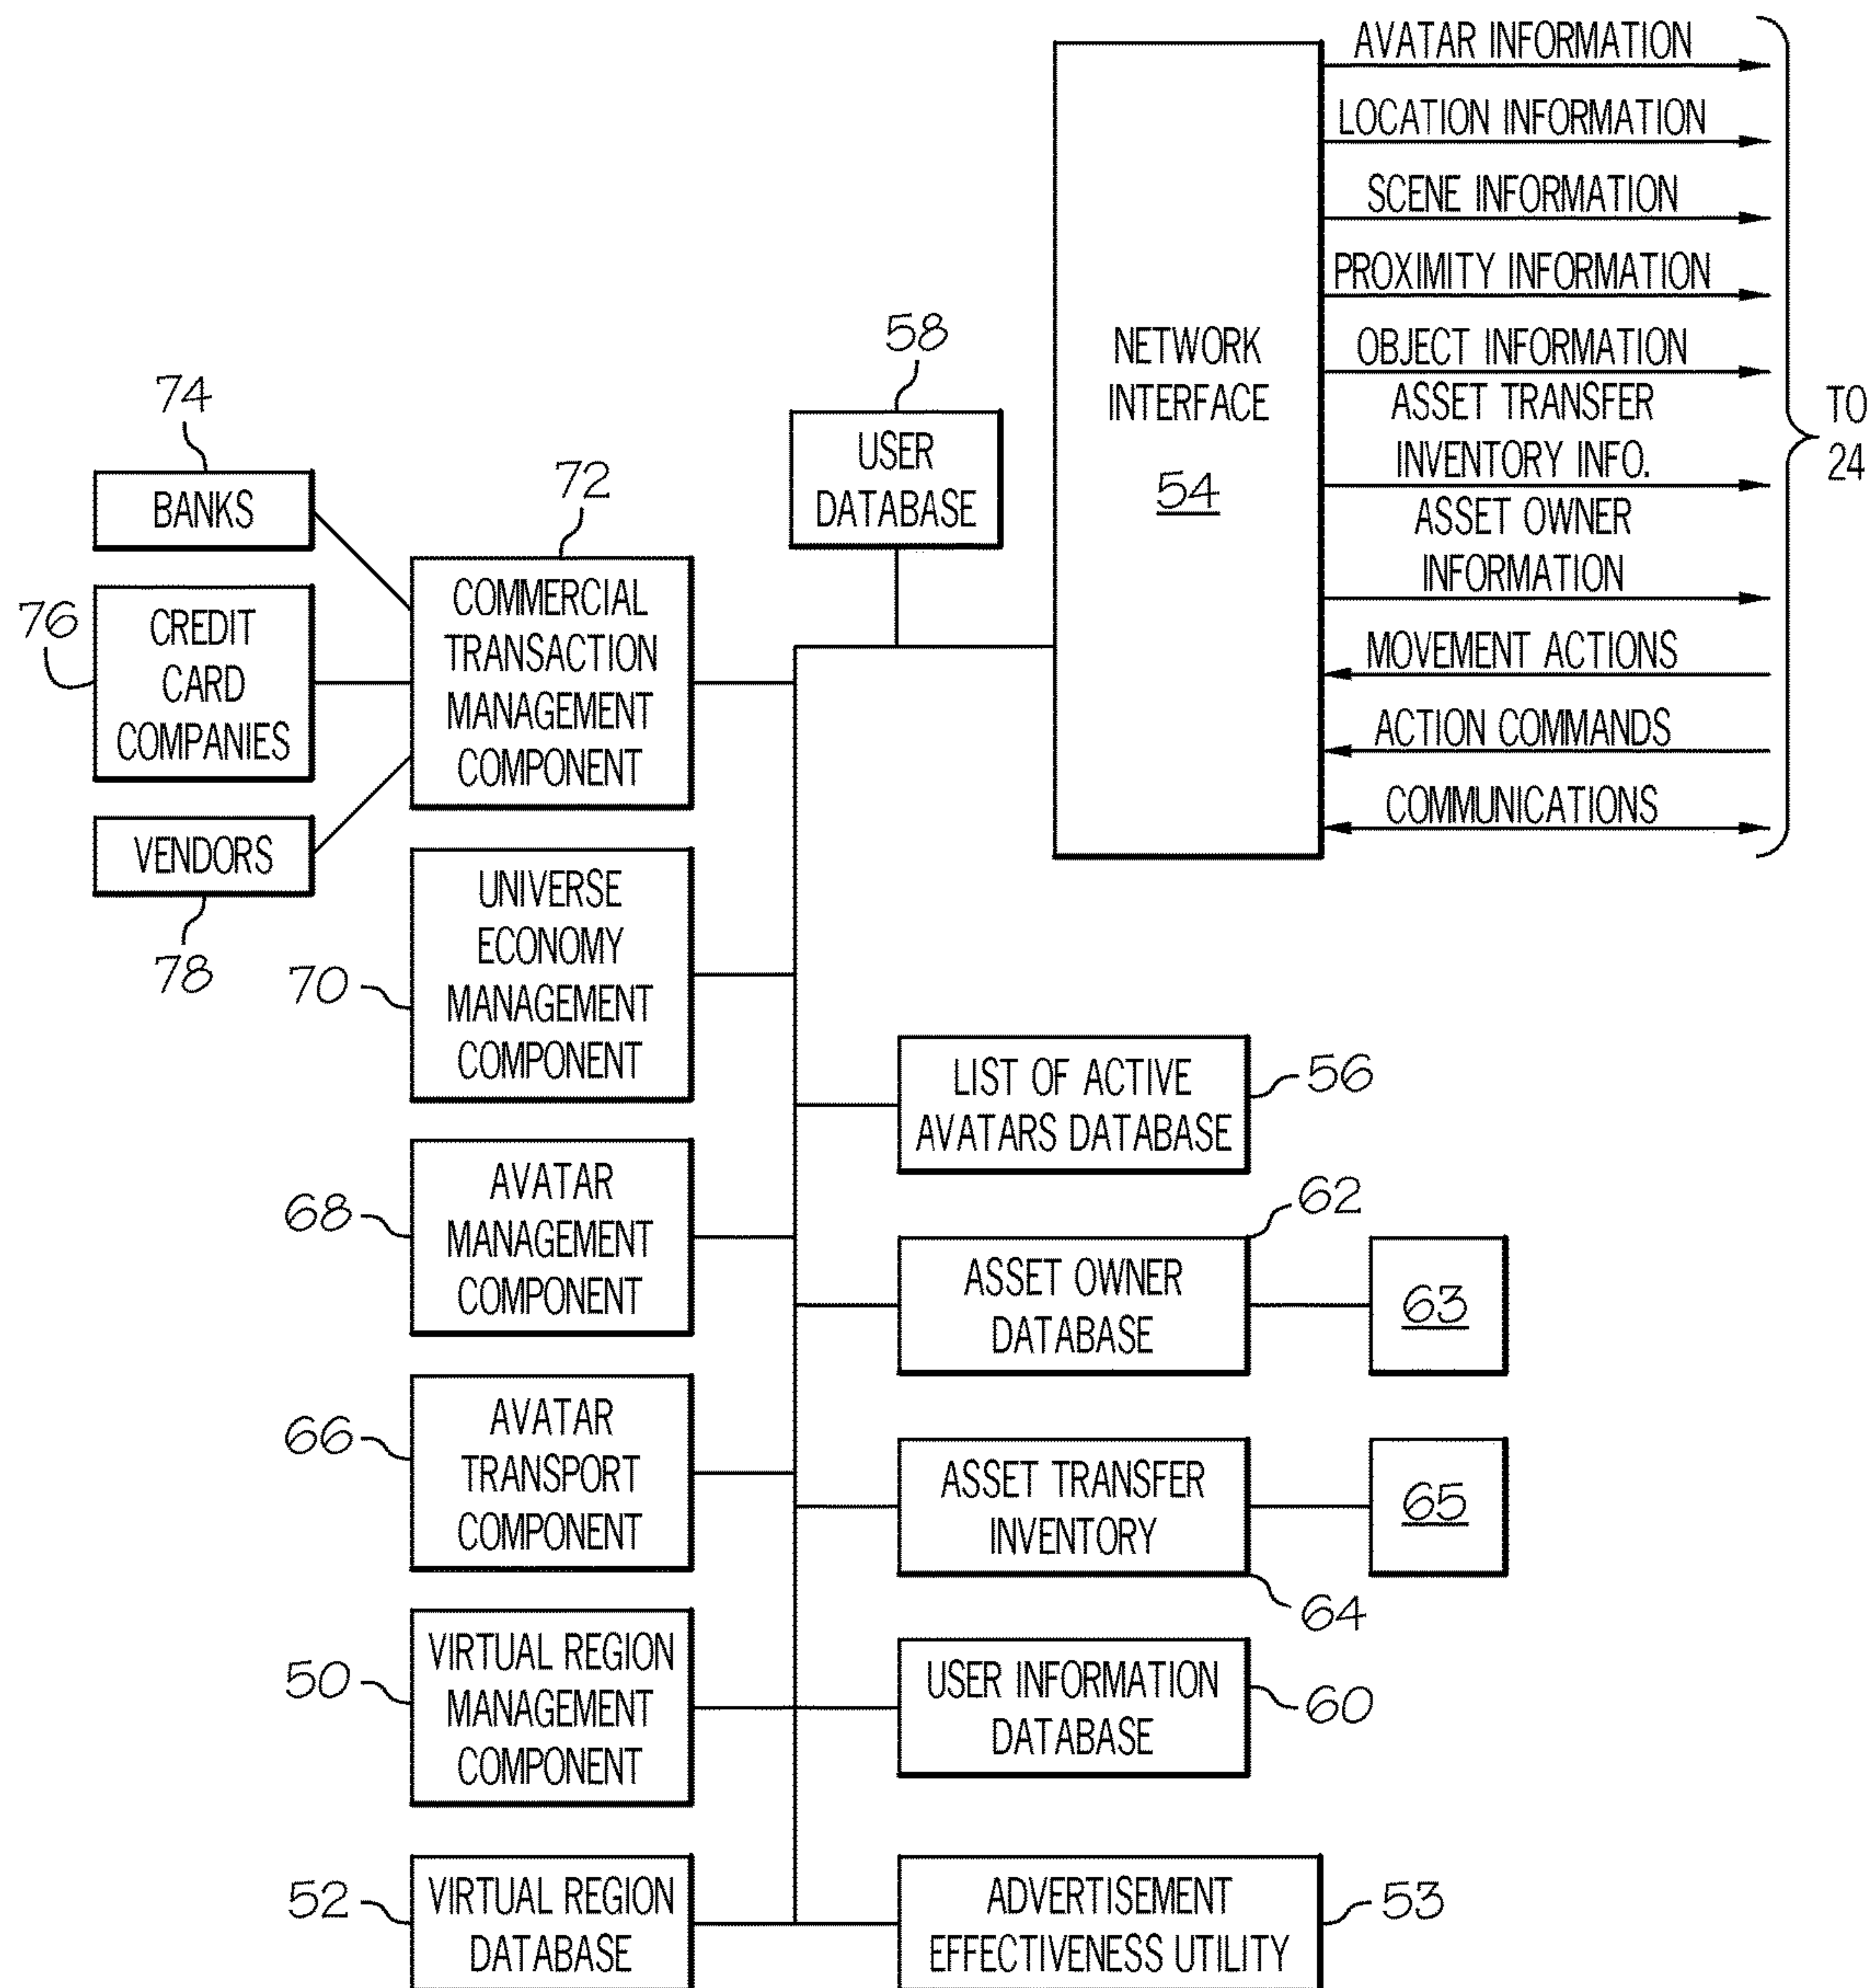 AVATAR INFORMATION
LOCATION INFORMATION
SCENE INFORMATION
PROXIMITY INFORMATION
OBJECT INFORMATION
ASSET TRANSFER
INVENTORY INFO.
ASSET OWNER
INFORMATION
MOVEMENT ACTIONS
ACTION COMMANDS
COMMUNICATIONS
TO
24
NETWORK
INTERFACE
54
58
USER
DATABASE
74
BANKS
76
CREDIT
CARD
COMPANIES
VENDORS
78
72
COMMERCIAL
TRANSACTION
MANAGEMENT
COMPONENT
70
UNIVERSE
ECONOMY
MANAGEMENT
COMPONENT
68
AVATAR
MANAGEMENT
COMPONENT
66
AVATAR
TRANSPORT
COMPONENT
50
VIRTUAL REGION
MANAGEMENT
COMPONENT
52
VIRTUAL REGION
DATABASE
LIST OF ACTIVE
AVATARS DATABASE
56
62
ASSET OWNER
DATABASE
63
ASSET TRANSFER
INVENTORY
65
64
USER INFORMATION
DATABASE
60
ADVERTISEMENT
EFFECTIVENESS UTILITY
53